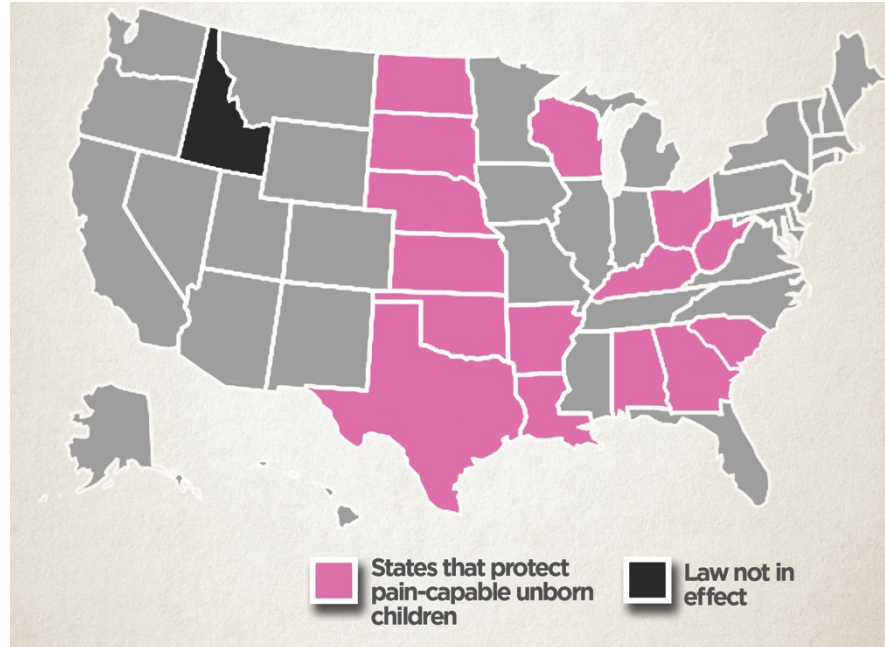 States that protect
pain-capable unborn
children
Law not in
effect